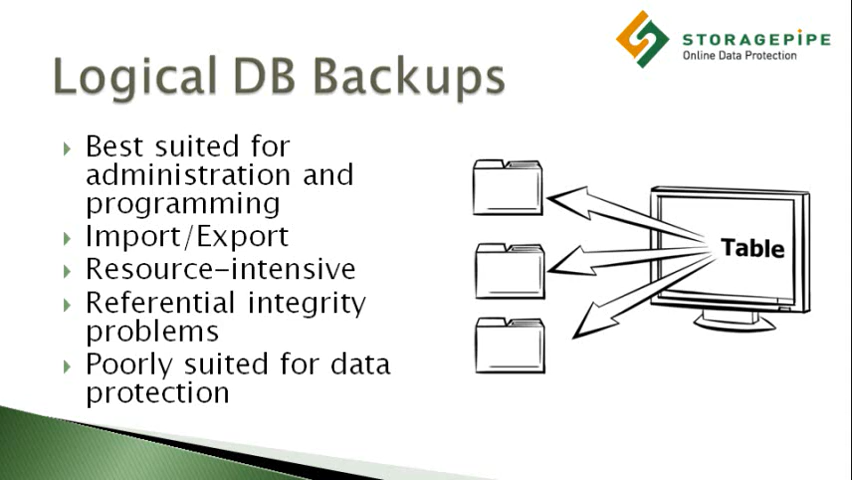 STORAGEPIPE
Online Data Protection
Logical DB Backups
Best suited for
administration and
programming
Import/Export
Resource-intensive
Referential integrity
problems
Poorly suited for data
protection
Table